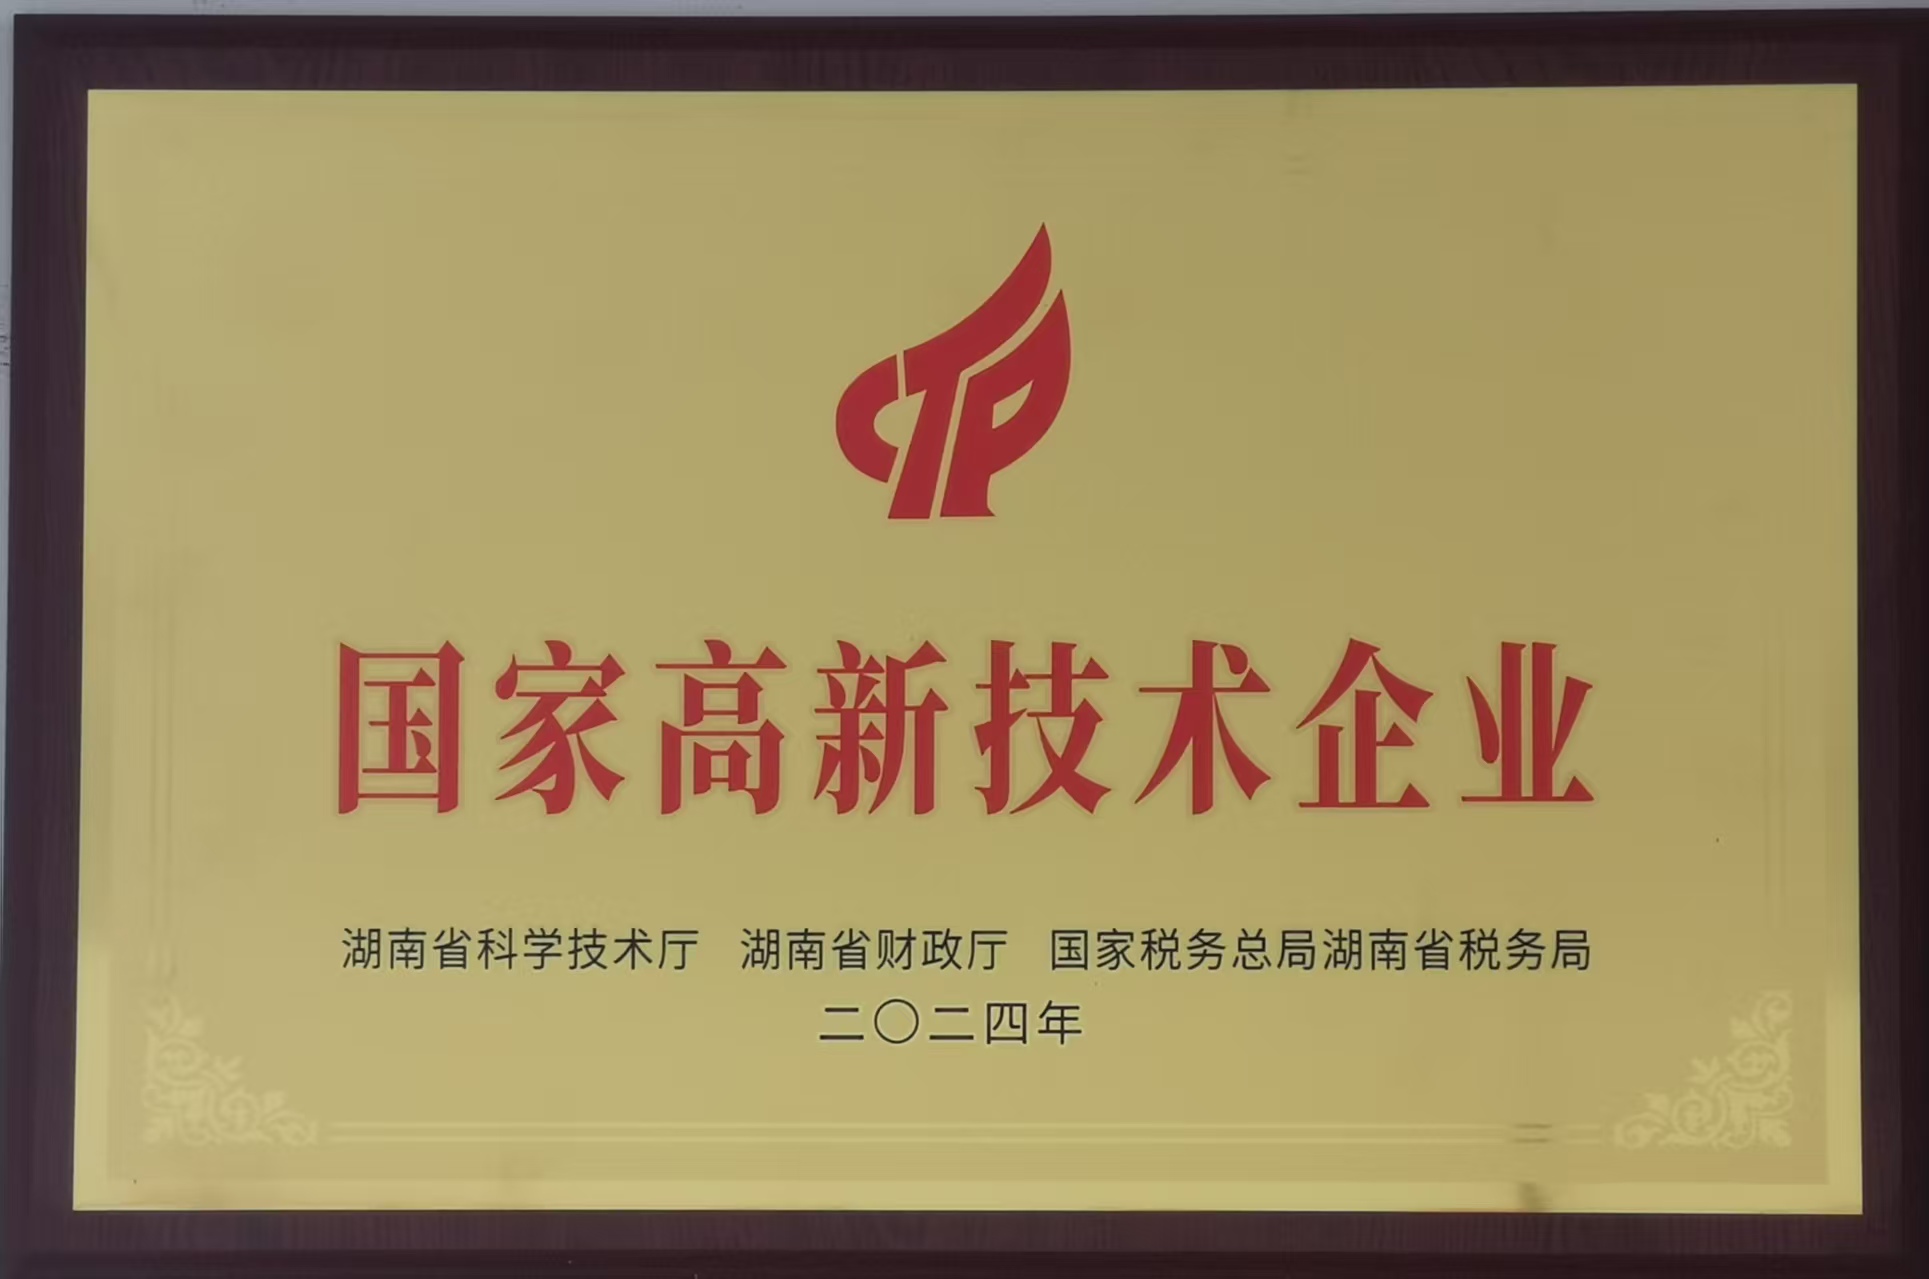 CTP
国家高新技术企业
湖南省科学技术厅 湖南省财政厅 国家税务总局湖南省税务局
二〇二四年